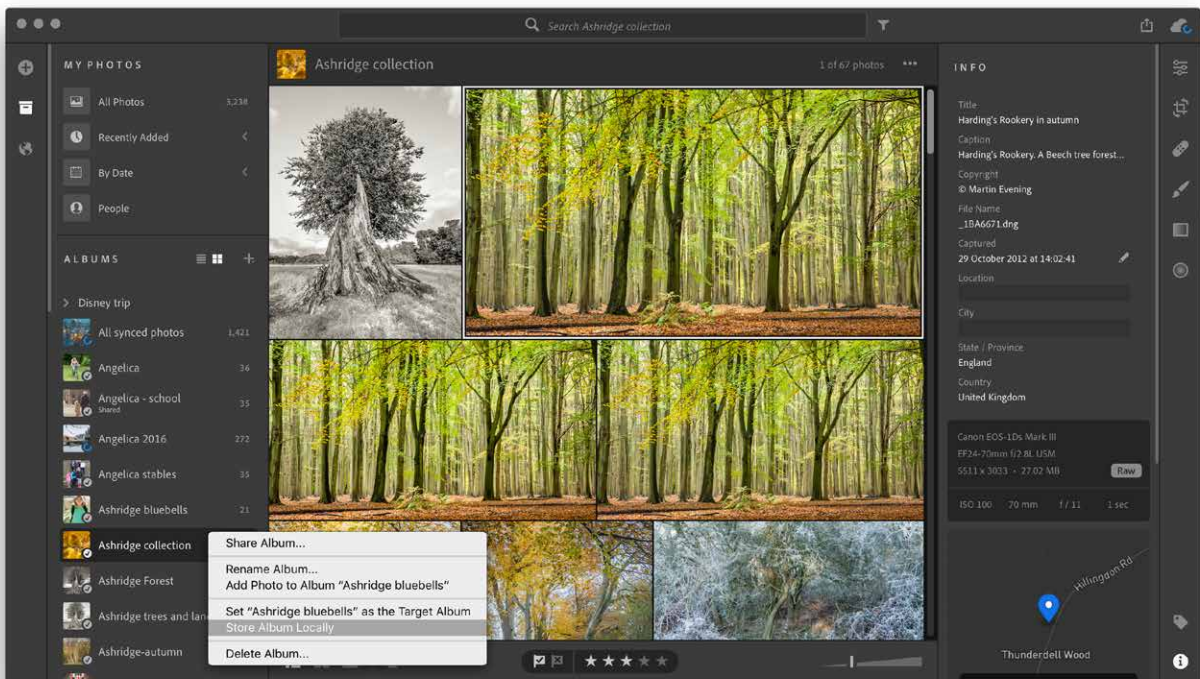 Search Ashridge collection
MY PHOTOS
All Photos 3,238
Recently Added
By Date
People
ALBUMS
Disney trip
All synced photos 1,421
Angelica 36
Angelica - school 35
Shared
Angelica 2016 272
Angelica stables 35
Ashridge bluebells 21
Ashridge collection
Ashridge Forest
Ashridge trees and lan
Ashridge-autumn
Ashridge collection
1 of 67 photos
Share Album...
Rename Album...
Add Photo to Album “Ashridge bluebells”
Set “Ashridge bluebells” as the Target Album
Store Album Locally
Delete Album...
INFO
Title
Harding's Rookery in autumn
Caption
Harding's Rookery. A Beech tree forest...
Copyright
© Martin Evening
File Name
_1BA6671.dng
Captured
29 October 2012 at 14:02:41
Location
City
State / Province
England
Country
United Kingdom
Canon EOS-1Ds Mark III
EF24-70mm f/2.8L USM
5511 x 3033 - 27.02 MB Raw
ISO 100 70 mm f / 11 1 sec
Hillingdon Rd
Thunderdell Wood